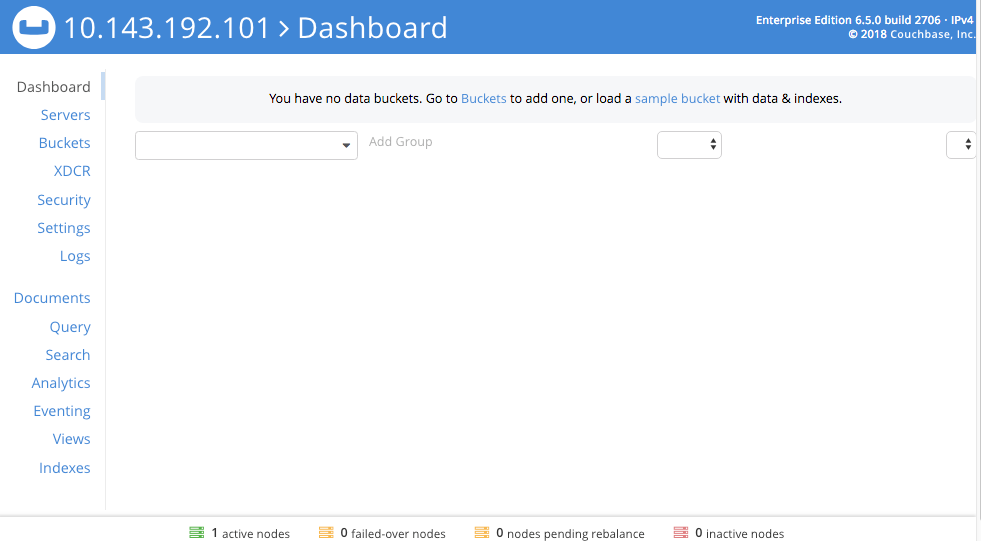 10.143.192.101 > Dashboard
Enterprise Edition 6.5.0 build 2706 · IPv4
© 2018 Couchbase, Inc.
Dashboard
Servers
Buckets
XDCR
Security
Settings
Logs
Documents
Query
Search
Analytics
Eventing
Views
Indexes
You have no data buckets. Go to Buckets to add one, or load a sample bucket with data & indexes.
Add Group
1 active nodes
0 failed-over nodes
0 nodes pending rebalance
0 inactive nodes